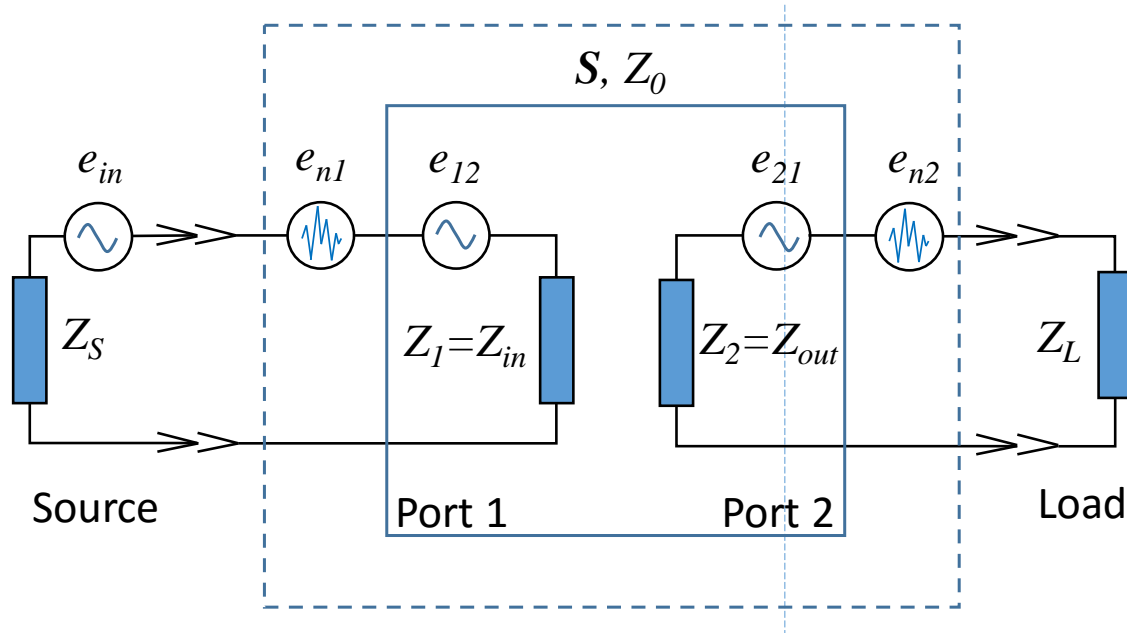 S, Z0
ein
en1
e12
e21
en2
ZS
Z1=Zin
Z2=Zout
ZL
Source
Port 1
Port 2
Load